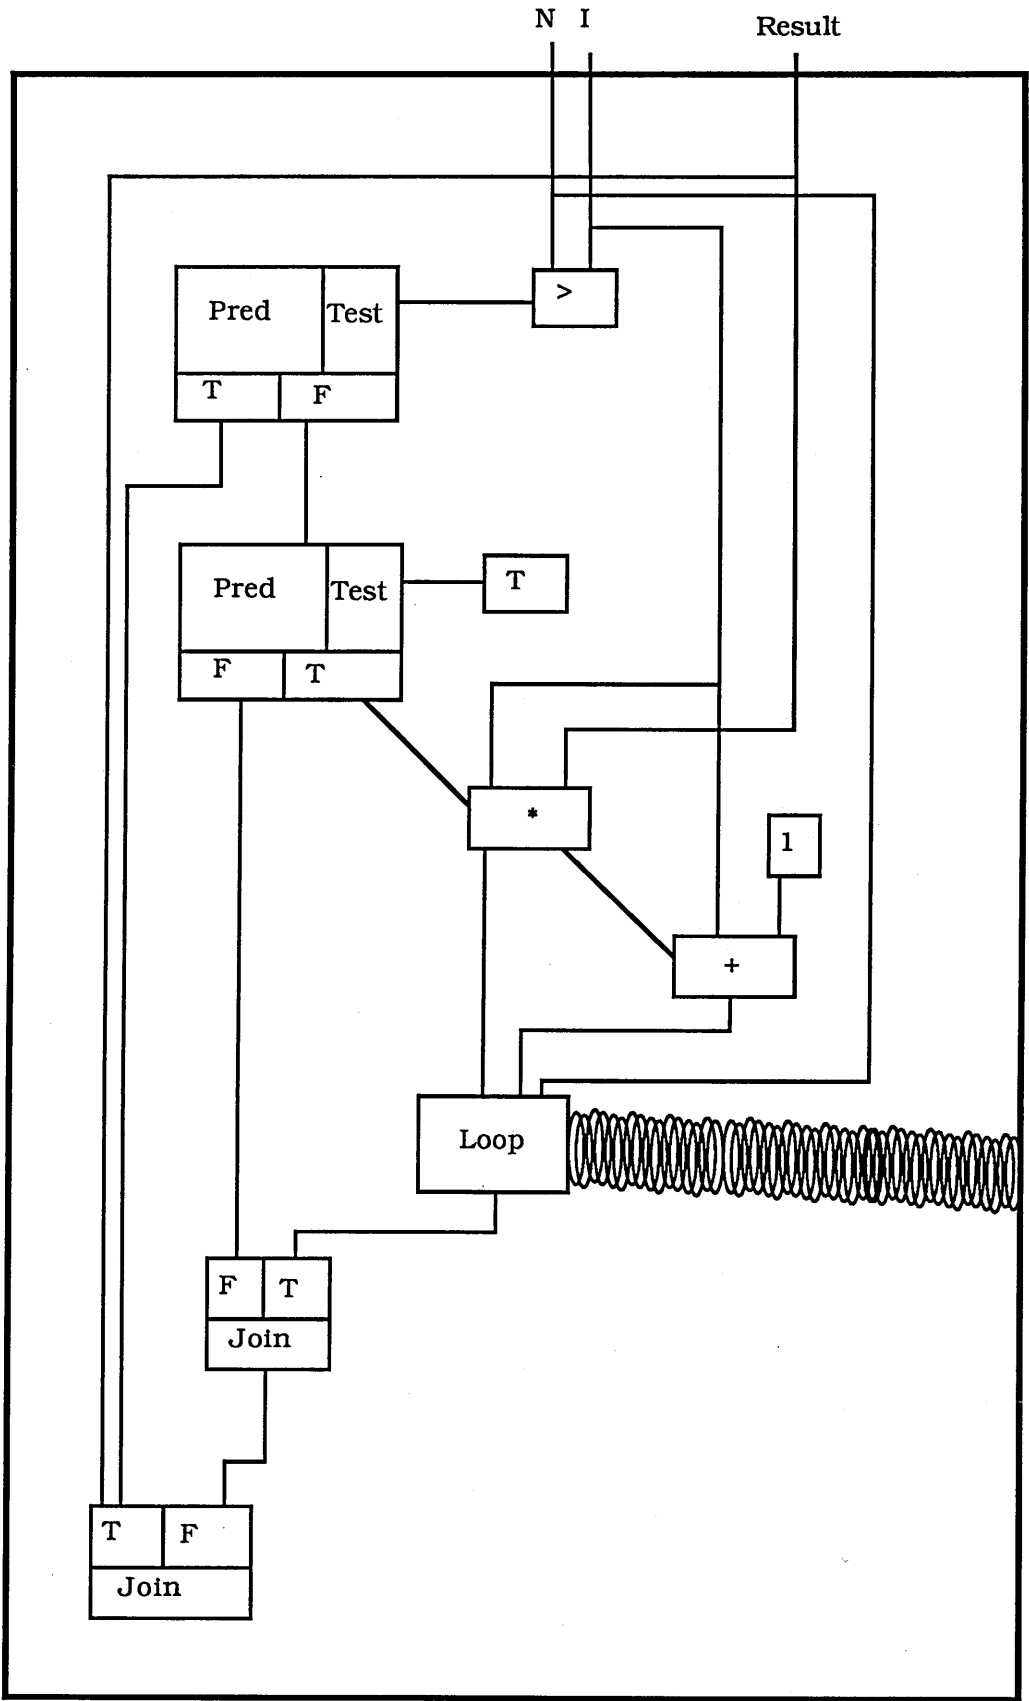 N I Result
>
Pred Test
T F
Pred Test T
F T
*
1
+
Loop
F T
Join
T F
Join